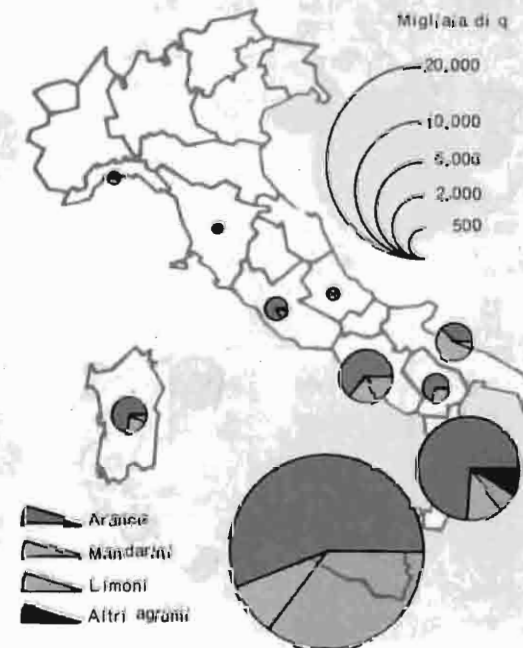 Migliaia di q
20.000
10.000
5.000
2.000
500
Arance
Mandarini
Limoni
Altri agrumi